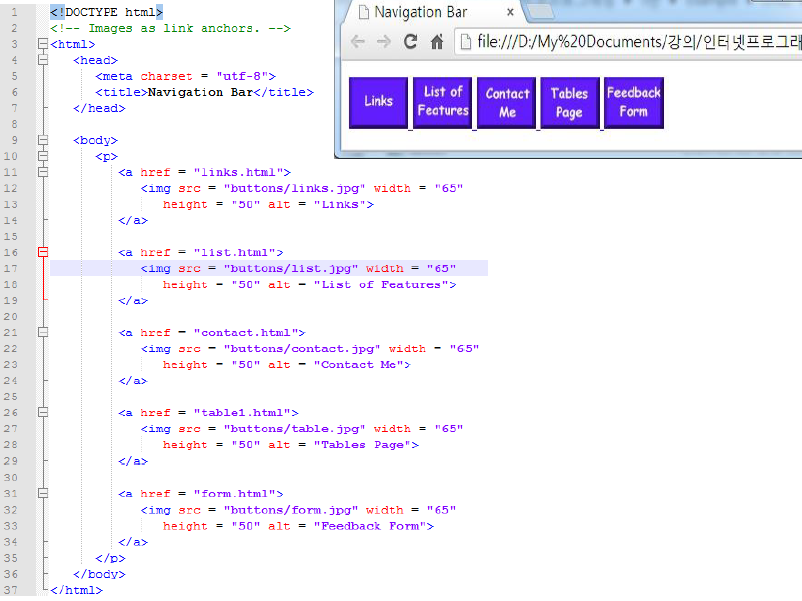 1 <!DOCTYPE html>
2 <!-- Images as link anchors. -->
3 <html>
4 <head>
5 <meta charset = "utf-8">
6 <title>Navigation Bar</title>
7 </head>
8
9 <body>
10 <p>
11 <a href = "links.html">
12 <img src = "buttons/links.jpg" width = "65"
13 height = "50" alt = "Links">
14 </a>
15
16 <a href = "list.html">
17 <img src = "buttons/list.jpg" width = "65"
18 height = "50" alt = "List of Features">
19 </a>
20
21 <a href = "contact.html">
22 <img src = "buttons/contact.jpg" width = "65"
23 height = "50" alt = "Contact Me">
24 </a>
25
26 <a href = "table1.html">
27 <img src = "buttons/table.jpg" width = "65"
28 height = "50" alt = "Tables Page">
29 </a>
30
31 <a href = "form.html">
32 <img src = "buttons/form.jpg" width = "65"
33 height = "50" alt = "Feedback Form">
34 </a>
35 </p>
36 </body>
37 </html>
Navigation Bar x
file:///D:/My%20Documents/강의/인터넷프로그래
Links
List of
Features
Contact
Me
Tables
Page
Feedback
Form